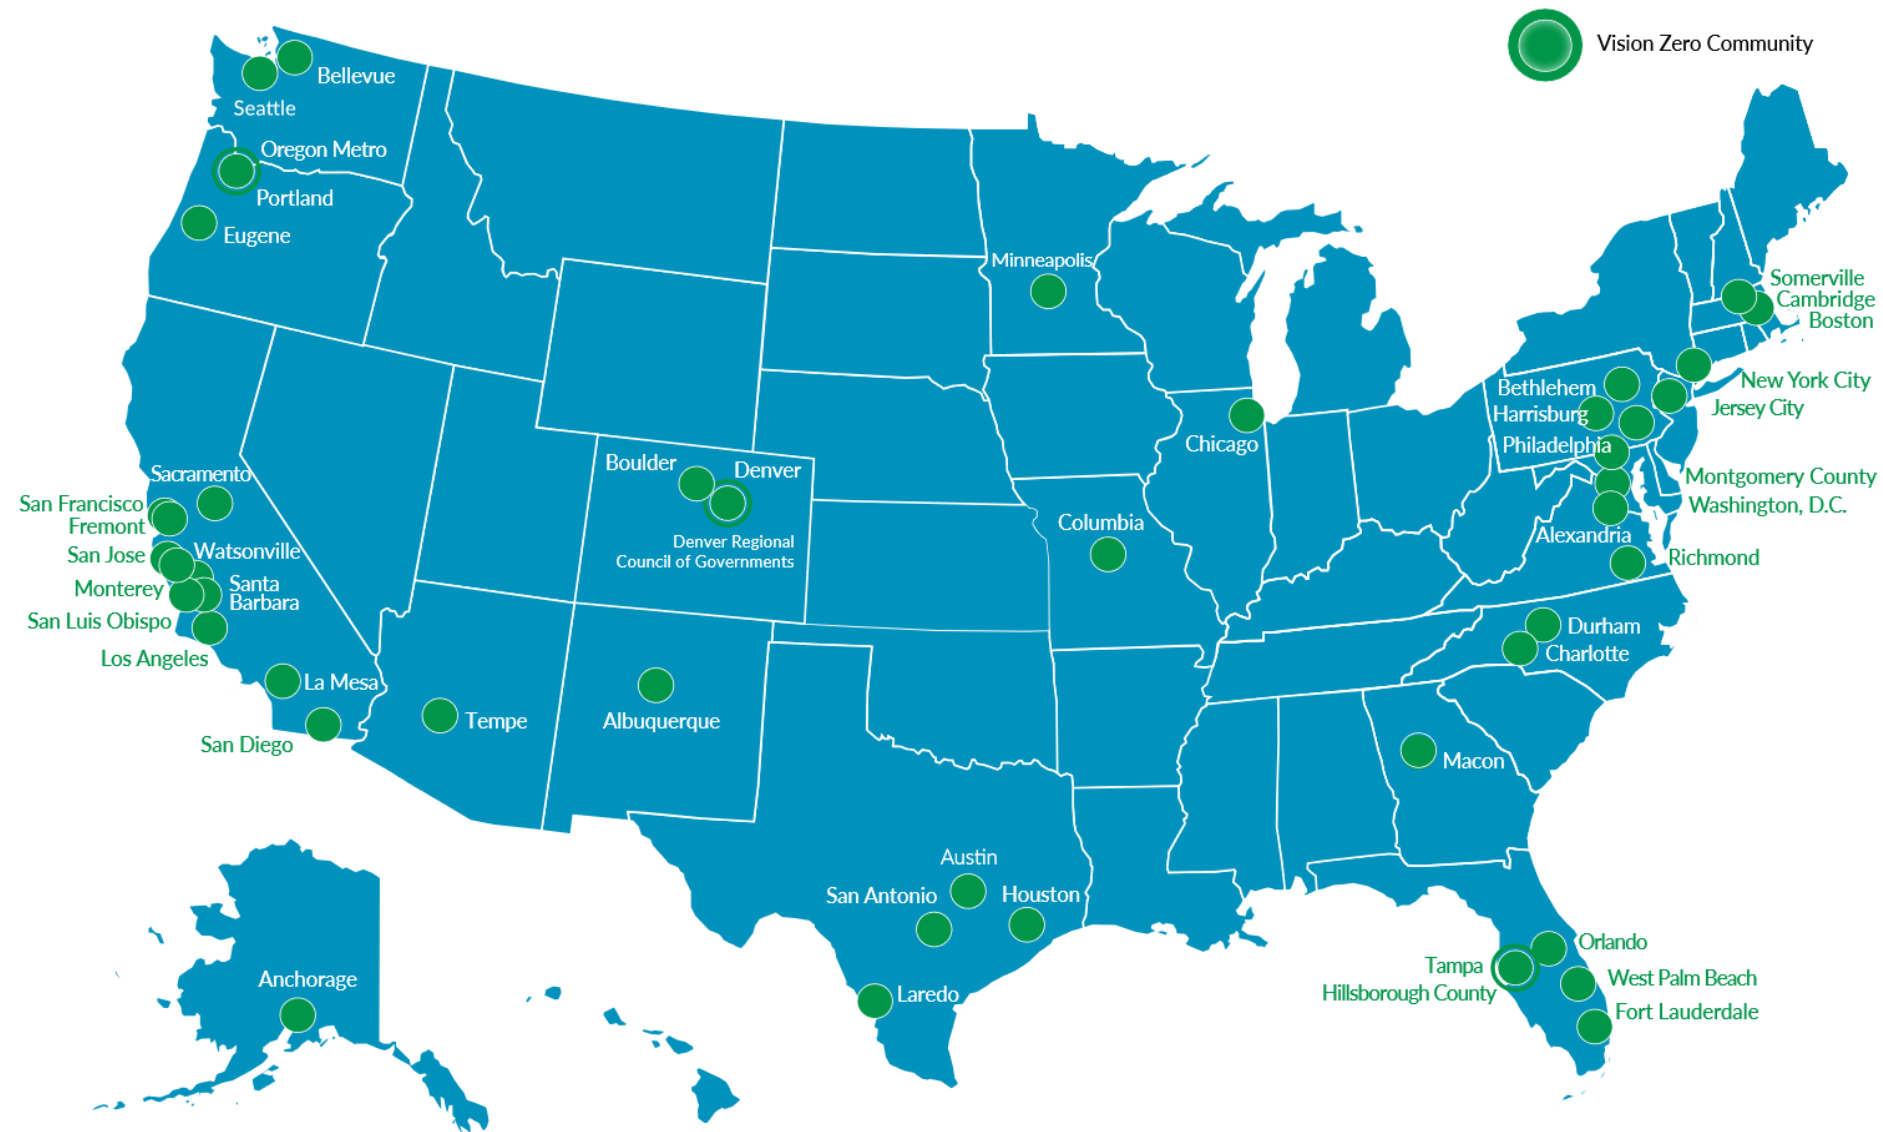 Vision Zero Community
Bellevue
Seattle
Oregon Metro
Portland
Eugene
Minneapolis
Somerville
Cambridge
Boston
New York City
Bethlehem
Jersey City
Harrisburg
Philadelphia
Chicago
Boulder
Denver
Denver Regional
Council of Governments
Sacramento
San Francisco
Fremont
San Jose
Watsonville
Monterey
Santa
Barbara
San Luis Obispo
Los Angeles
La Mesa
San Diego
Montgomery County
Washington, D.C.
Alexandria
Richmond
Columbia
Durham
Charlotte
Tempe
Albuquerque
Macon
Austin
San Antonio
Houston
Laredo
Anchorage
Orlando
Tampa
Hillsborough County
West Palm Beach
Fort Lauderdale